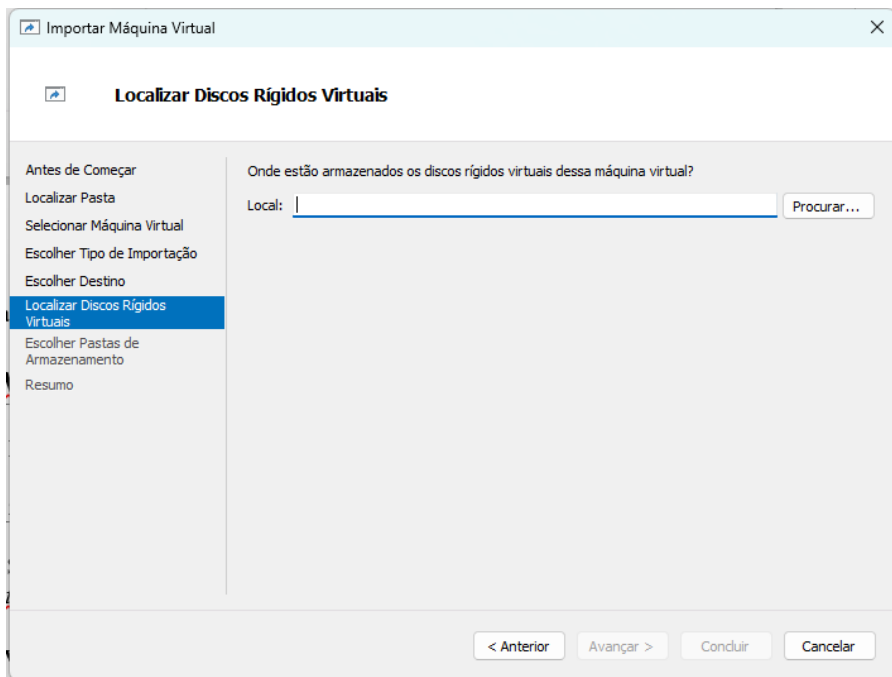 Importar Máquina Virtual
Localizar Discos Rígidos Virtuais
Antes de Começar
Localizar Pasta
Selecionar Máquina Virtual
Escolher Tipo de Importação
Escolher Destino
Localizar Discos Rígidos
Virtuais
Escolher Pastas de
Armazenamento
Resumo
Onde estão armazenados os discos rígidos virtuais dessa máquina virtual?
Local:
Procurar...
< Anterior
Avançar >
Concluir
Cancelar